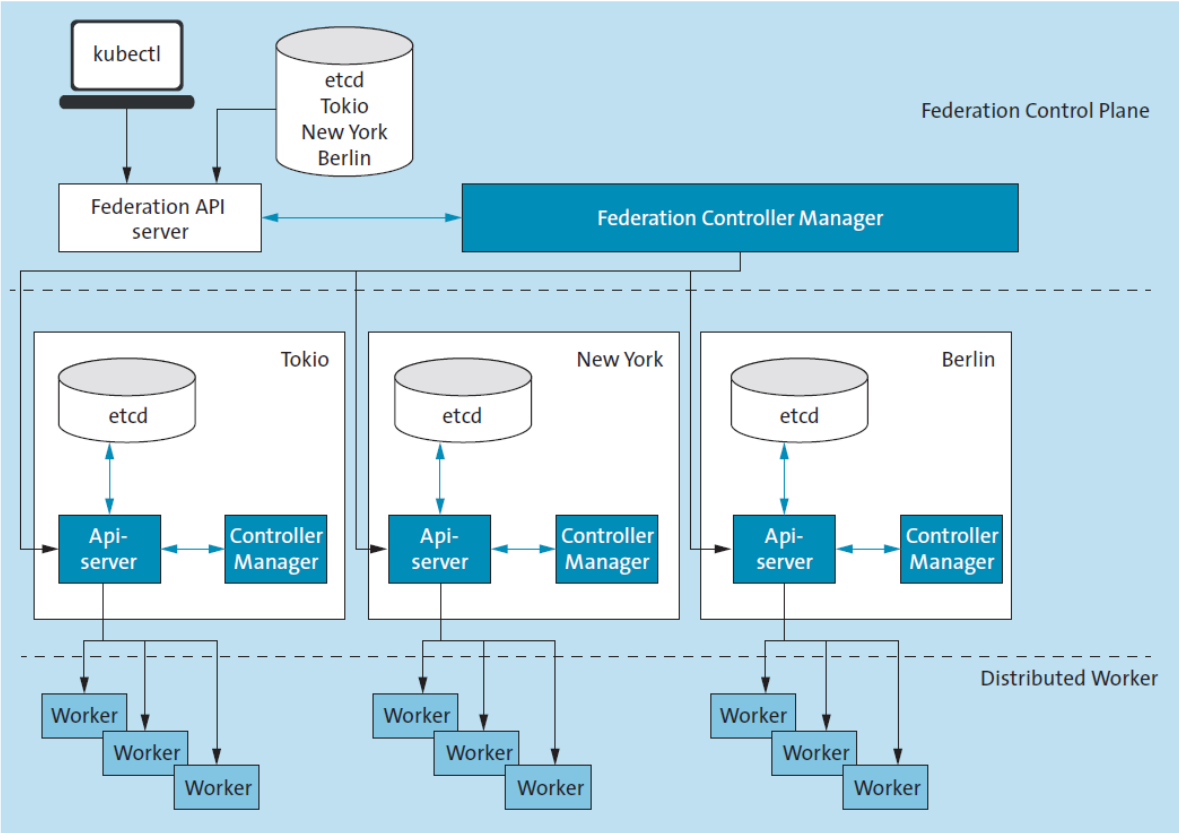 kubectl
etcd
Tokio
New York
Berlin
Federation Control Plane
Federation API
server
Federation Controller Manager
Tokio
etcd
Api-
server
Controller
Manager
New York
etcd
Api-
server
Controller
Manager
Berlin
etcd
Api-
server
Controller
Manager
Distributed Worker
Worker
Worker
Worker
Worker
Worker
Worker
Worker
Worker
Worker